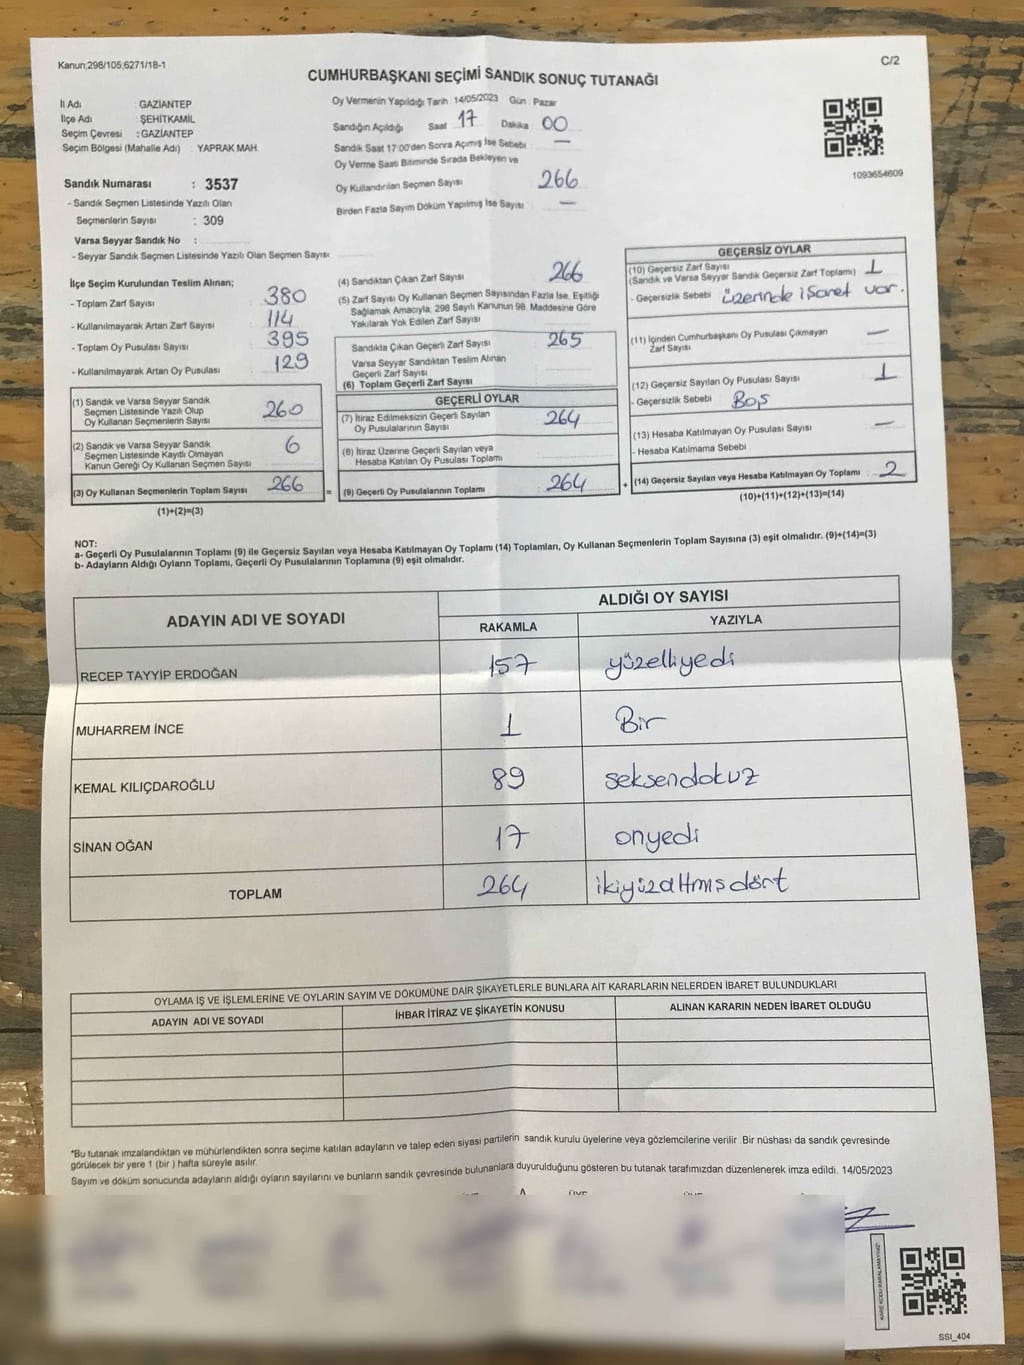 Kanun;298/105,6271/18-1
C/2
CUMHURBAŞKANI SEÇİMİ SANDIK SONUÇ TUTANAĞI
İl Adı : GAZİANTEP
İlçe Adı : ŞEHİTKAMİL
Seçim Çevresi : GAZİANTEP
Seçim Bölgesi (Mahalle Adı) : YAPRAK MAH.
Sandık Numarası : 3537
- Sandık Seçmen Listesinde Yazılı Olan
Seçmenlerin Sayısı : 309
Varsa Seyyar Sandık No :
- Seyyar Sandık Seçmen Listesinde Yazılı Olan Seçmen Sayısı:
Oy Vermenin Yapıldığı Tarih : 14/05/2023 Gün : Pazar
Sandığın Açıldığı Saat 17 Dakika 00
Sandık Saat 17:00'den Sonra Açımış İse Sebebi —
Oy Verme Saati Bitiminde Sırada Bekleyen ve
Oy Kullandırılan Seçmen Sayısı 266
Birden Fazla Sayım Döküm Yapılmış İse Sayısı —
1093654609
İlçe Seçim Kurulundan Teslim Alınan;
- Toplam Zarf Sayısı 380
- Kullanılmayarak Artan Zarf Sayısı 114
- Toplam Oy Pusulası Sayısı 395
- Kullanılmayarak Artan Oy Pusulası 129
(1) Sandık ve Varsa Seyyar Sandık
Seçmen Listesinde Yazılı Olup
Oy Kullanan Seçmenlerin Sayısı 260
(2) Sandık ve Varsa Seyyar Sandık
Seçmen Listesinde Kayıtlı Olmayan
Kanun Gereği Oy Kullanan Seçmen Sayısı 6
(3) Oy Kullanan Seçmenlerin Toplam Sayısı 266 =
(1)+(2)=(3)
(4) Sandıktan Çıkan Zarf Sayısı 266
(5) Zarf Sayısı Oy Kullanan Seçmen Sayısından Fazla İse, Eşitliği
Sağlamak Amacıyla, 298 Sayılı Kanunun 98. Maddesine Göre
Yakılarak Yok Edilen Zarf Sayısı
Sandıkta Çıkan Geçerli Zarf Sayısı 265
Varsa Seyyar Sandıktan Teslim Alınan
Geçerli Zarf Sayısı
(6) Toplam Geçerli Zarf Sayısı
GEÇERLİ OYLAR
(7) İtiraz Edilmeksizin Geçerli Sayılan
Oy Pusulalarının Sayısı 264
(8) İtiraz Üzerine Geçerli Sayılan veya
Hesaba Katılan Oy Pusulası Toplamı
(9) Geçerli Oy Pusulalarının Toplamı 264 +
GEÇERSİZ OYLAR
(10) Geçersiz Zarf Sayısı
(Sandık ve Varsa Seyyar Sandık Geçersiz Zarf Toplamı) 1
- Geçersizlik Sebebi üzerinde işaret var.
(11) İçinden Cumhurbaşkanı Oy Pusulası Çıkmayan
Zarf Sayısı —
(12) Geçersiz Sayılan Oy Pusulası Sayısı 1
- Geçersizlik Sebebi Boş
(13) Hesaba Katılmayan Oy Pusulası Sayısı —
- Hesaba Katılmama Sebebi
(14) Geçersiz Sayılan veya Hesaba Katılmayan Oy Toplamı 2
(10)+(11)+(12)+(13)=(14)
NOT:
a- Geçerli Oy Pusulalarının Toplamı (9) ile Geçersiz Sayılan veya Hesaba Katılmayan Oy Toplamı (14) Toplamları, Oy Kullanan Seçmenlerin Toplam Sayısına (3) eşit olmalıdır. (9)+(14)=(3)
b- Adayların Aldığı Oyların Toplamı, Geçerli Oy Pusulalarının Toplamına (9) eşit olmalıdır.
ADAYIN ADI VE SOYADI ALDIĞI OY SAYISI
RAKAMLA YAZIYLA
RECEP TAYYİP ERDOĞAN 157 yüzelliyedi
MUHARREM İNCE 1 Bir
KEMAL KILIÇDAROĞLU 89 seksendokuz
SİNAN OĞAN 17 onyedi
TOPLAM 264 ikiyüzaltmışdört
OYLAMA İŞ VE İŞLEMLERİNE VE OYLARIN SAYIM VE DÖKÜMÜNE DAİR ŞİKAYETLERLE BUNLARA AİT KARARLARIN NELERDEN İBARET BULUNDUKLARI
ADAYIN ADI VE SOYADI İHBAR İTİRAZ VE ŞİKAYETİN KONUSU ALINAN KARARIN NEDEN İBARET OLDUĞU
*Bu tutanak imzalandıktan ve mühürlendikten sonra seçime katılan adayların ve talep eden siyasi partilerin sandık kurulu üyelerine veya gözlemcilerine verilir .Bir nüshası da sandık çevresinde
görülecek bir yere 1 (bir ) hafta süreyle asılır.
Sayım ve döküm sonucunda adayların aldığı oyların sayılarını ve bunların sandık çevresinde bulunanlara duyurulduğunu gösteren bu tutanak tarafımızdan düzenlenerek imza edildi. 14/05/2023
KARE KODU KARALAMAYINIZ!
SSI_404